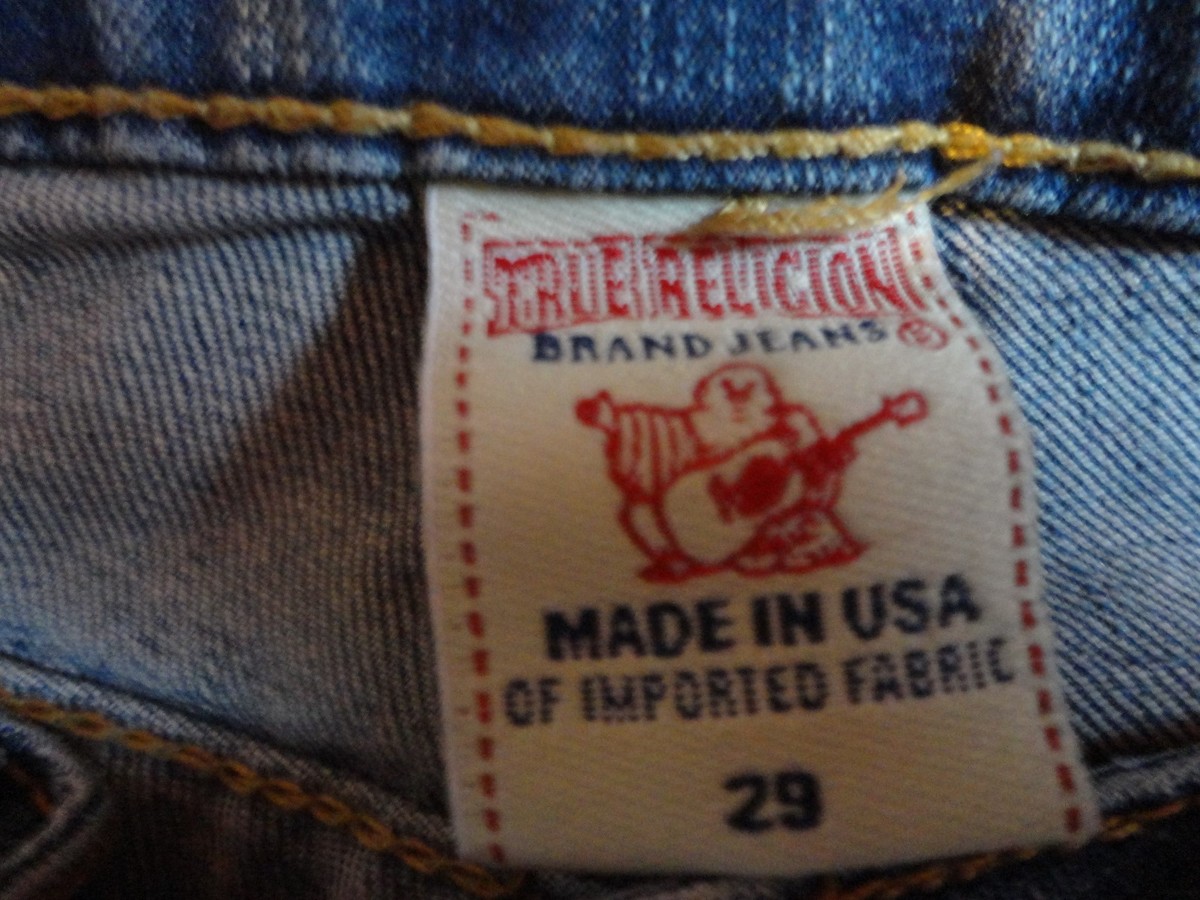 TRUE RELIGION
BRAND JEANS ®
MADE IN USA
OF IMPORTED FABRIC
29